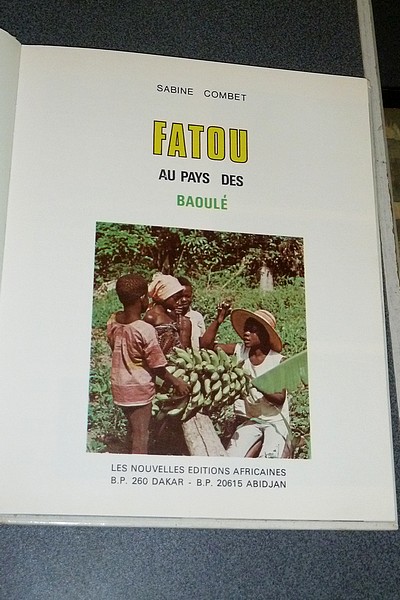 SABINE COMBET
FATOU
AU PAYS DES
BAOULÉ
LES NOUVELLES EDITIONS AFRICAINES
B.P. 260 DAKAR - B.P. 20615 ABIDJAN